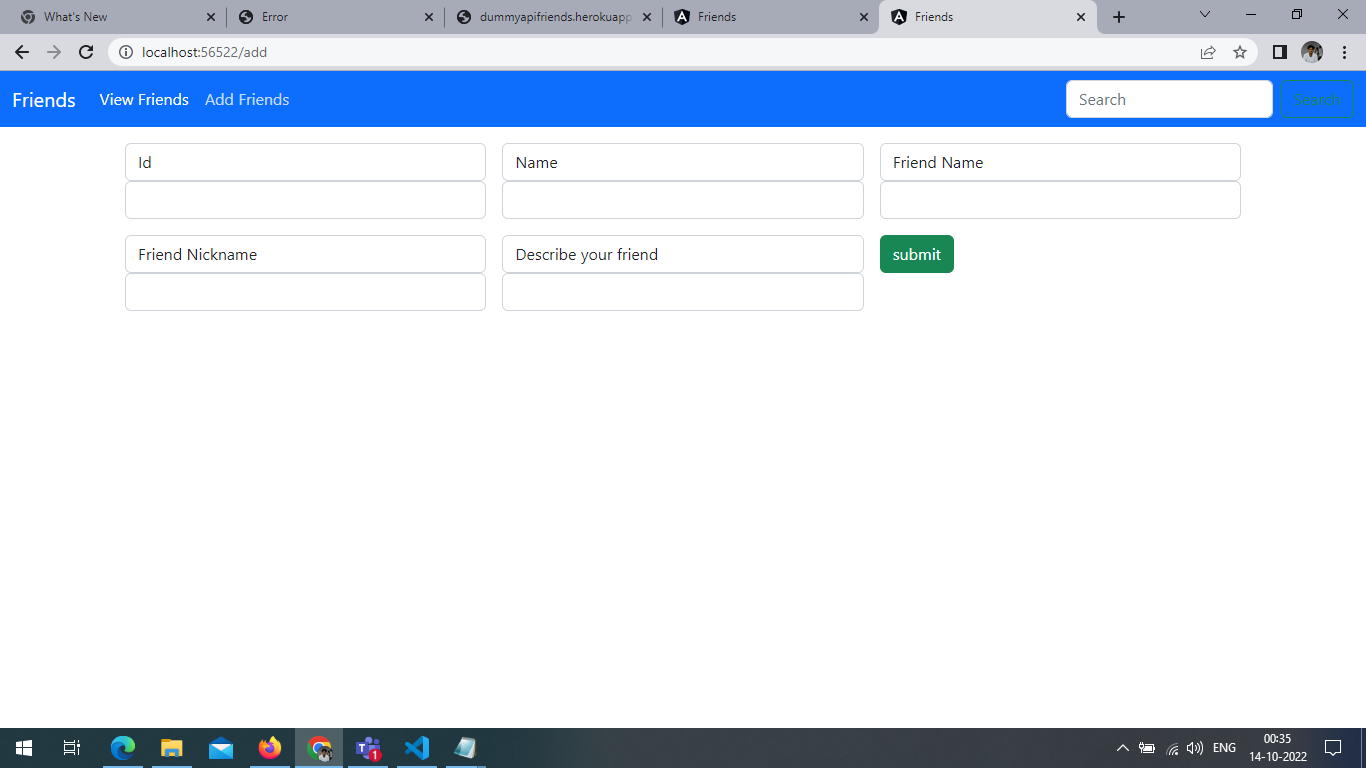 What's New
Error
dummyapifriends.herokuapp
Friends
Friends
localhost:56522/add
Friends View Friends Add Friends Search Search
Id Name Friend Name
Friend Nickname Describe your friend submit
1
ENG
00:35
14-10-2022